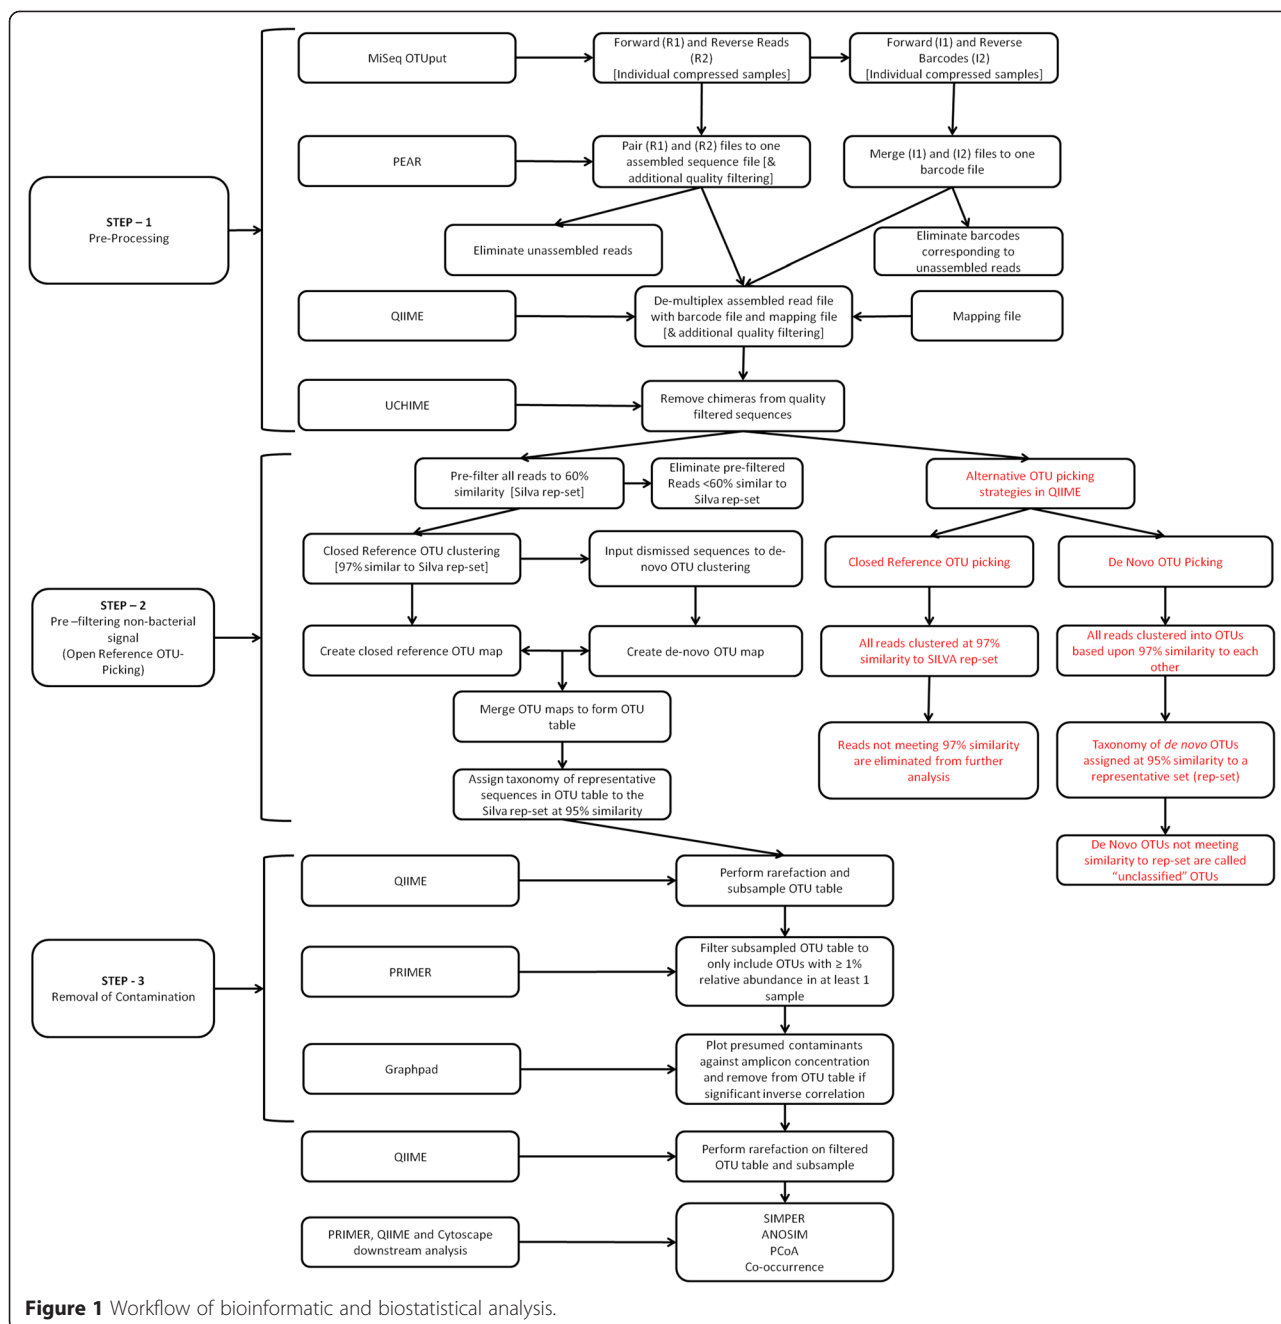 MiSeq OTUput
Forward (R1) and Reverse Reads
(R2)
[Individual compressed samples]
Forward (I1) and Reverse
Barcodes (I2)
[Individual compressed samples]
PEAR
Pair (R1) and (R2) files to one
assembled sequence file [&
additional quality filtering]
Merge (I1) and (I2) files to one
barcode file
STEP – 1
Pre-Processing
Eliminate unassembled reads
Eliminate barcodes
corresponding to
unassembled reads
QIIME
De-multiplex assembled read file
with barcode file and mapping file
[& additional quality filtering]
Mapping file
UCHIME
Remove chimeras from quality
filtered sequences
Pre-filter all reads to 60%
similarity [Silva rep-set]
Eliminate pre-filtered
Reads <60% similar to
Silva rep-set
Alternative OTU picking
strategies in QIIME
Closed Reference OTU clustering
[97% similar to Silva rep-set]
Input dismissed sequences to de-
novo OTU clustering
Closed Reference OTU picking
De Novo OTU Picking
STEP – 2
Pre –filtering non-bacterial
signal
(Open Reference OTU-
Picking)
Create closed reference OTU map
Create de-novo OTU map
All reads clustered at 97%
similarity to SILVA rep-set
All reads clustered into OTUs
based upon 97% similarity to each
other
Merge OTU maps to form OTU
table
Reads not meeting 97% similarity
are eliminated from further
analysis
Taxonomy of de novo OTUs
assigned at 95% similarity to a
representative set (rep-set)
Assign taxonomy of representative
sequences in OTU table to the
Silva rep-set at 95% similarity
De Novo OTUs not meeting
similarity to rep-set are called
“unclassified” OTUs
QIIME
Perform rarefaction and
subsample OTU table
STEP - 3
Removal of Contamination
PRIMER
Filter subsampled OTU table to
only include OTUs with ≥ 1%
relative abundance in at least 1
sample
Graphpad
Plot presumed contaminants
against amplicon concentration
and remove from OTU table if
significant inverse correlation
QIIME
Perform rarefaction on filtered
OTU table and subsample
PRIMER, QIIME and Cytoscape
downstream analysis
SIMPER
ANOSIM
PCoA
Co-occurrence
Figure 1 Workflow of bioinformatic and biostatistical analysis.